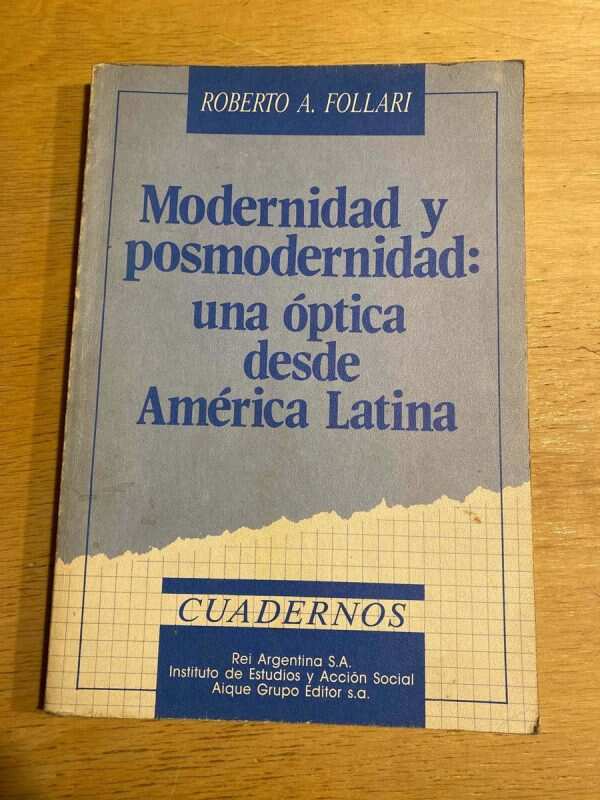 ROBERTO A. FOLLARI
Modernidad y
posmodernidad:
una óptica
desde
América Latina
CUADERNOS
Rei Argentina S.A.
Instituto de Estudios y Acción Social
Aique Grupo Editor s.a.